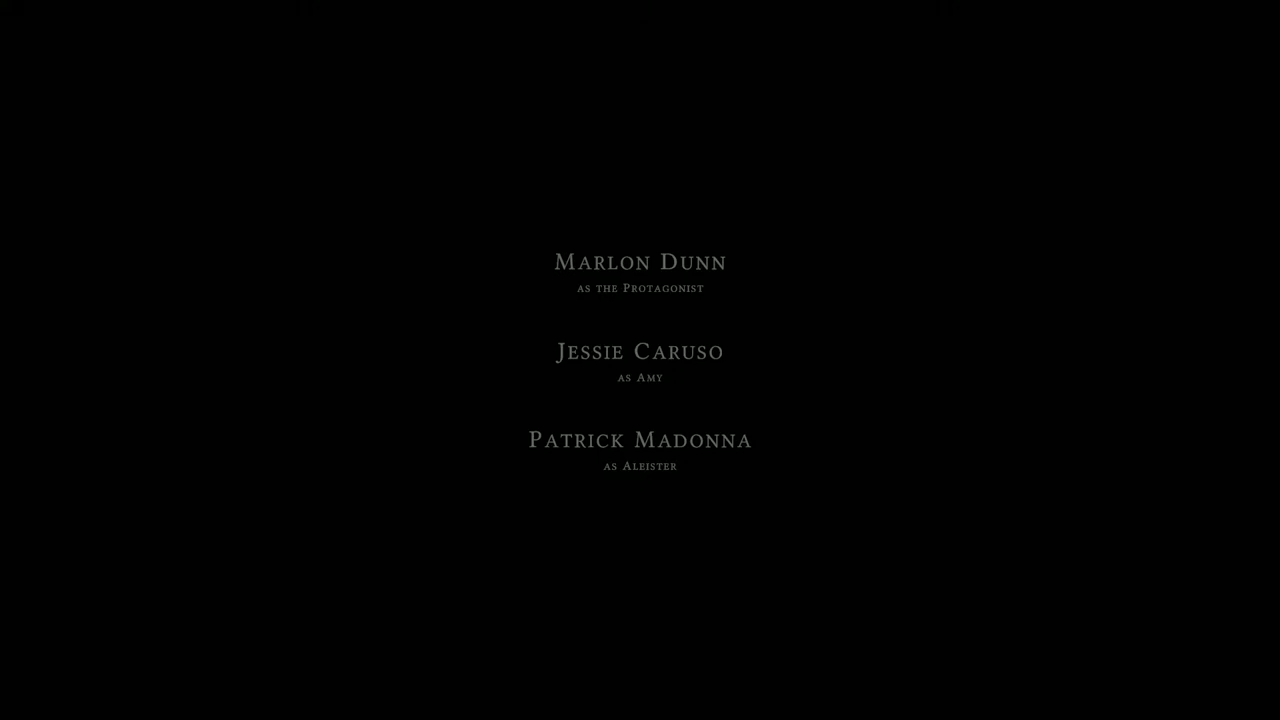 Marlon Dunn
as the Protagonist
Jessie Caruso
as Amy
Patrick Madonna
as Aleister